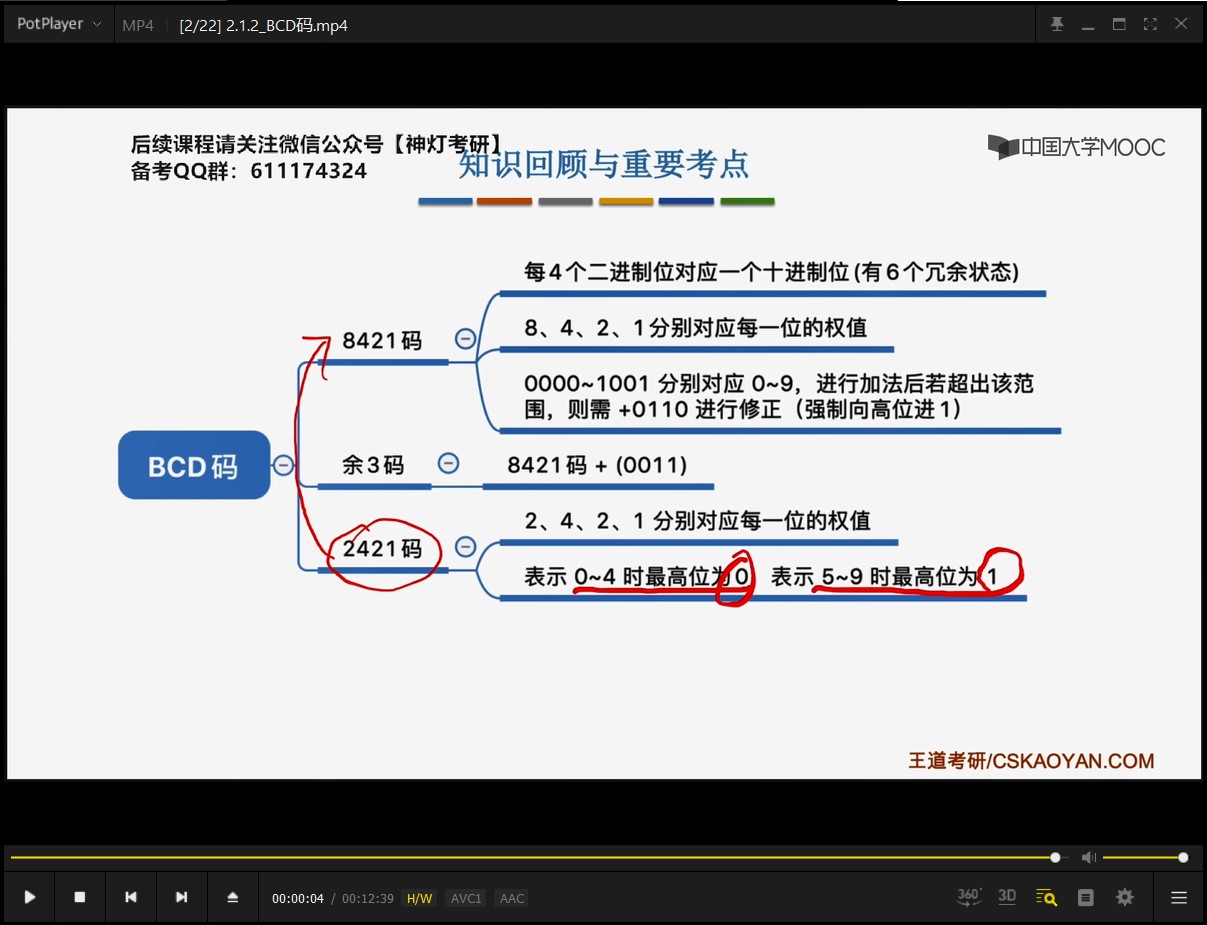 PotPlayer
MP4
[2/22] 2.1.2_BCD码.mp4
后续课程请关注微信公众号【神灯考研】
备考QQ群：611174324
知识回顾与重要考点
中国大学MOOC
每4个二进制位对应一个十进制位(有6个冗余状态)
8421码
8、4、2、1分别对应每一位的权值
0000~1001 分别对应 0~9，进行加法后若超出该范
围，则需 +0110 进行修正（强制向高位进1）
BCD码
余3码
8421码 + (0011)
2421码
2、4、2、1 分别对应每一位的权值
表示 0~4 时最高位为 0 表示 5~9 时最高位为 1
王道考研/CSKAOYAN.COM
00:00:04 / 00:12:39 H/W AVC1 AAC
360° 3D